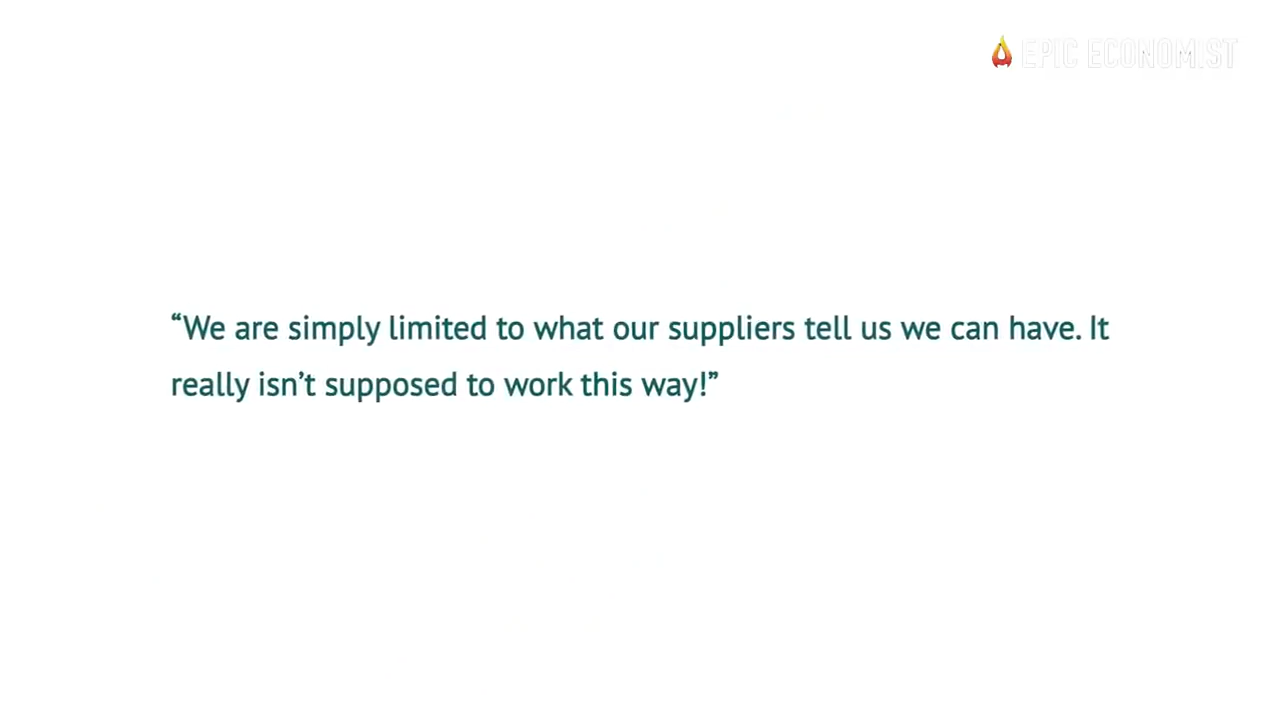 EPIC ECONOMIST
“We are simply limited to what our suppliers tell us we can have. It
really isn’t supposed to work this way!”